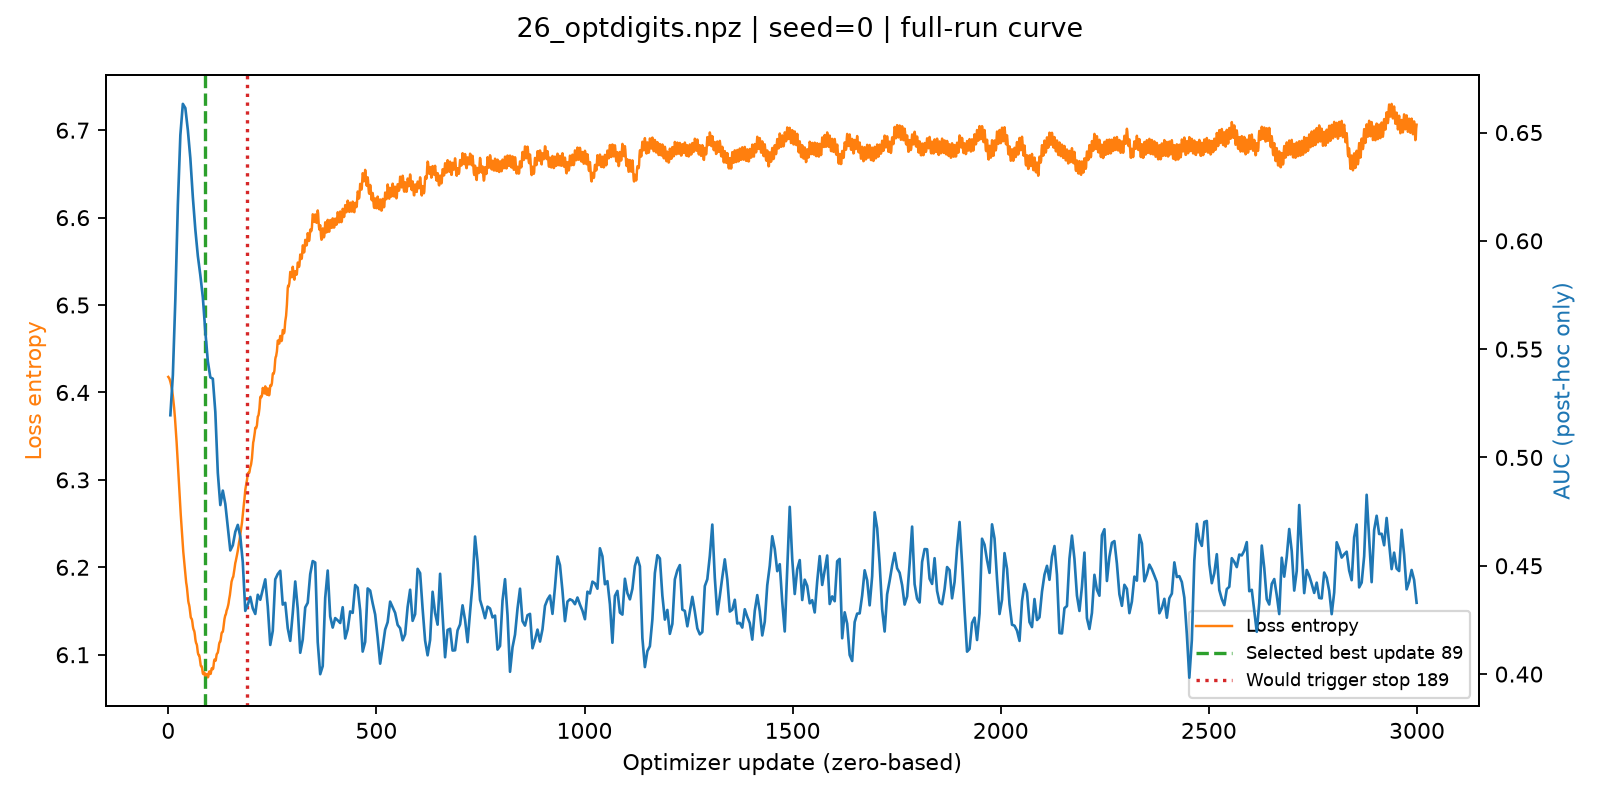 26_optdigits.npz | seed=0 | full-run curve
6.7
6.6
6.5
6.4
6.3
6.2
6.1
Loss entropy
0.65
0.60
0.55
0.50
0.45
0.40
AUC (post-hoc only)
Loss entropy
Selected best update 89
Would trigger stop 189
0
500
1000
1500
2000
2500
3000
Optimizer update (zero-based)